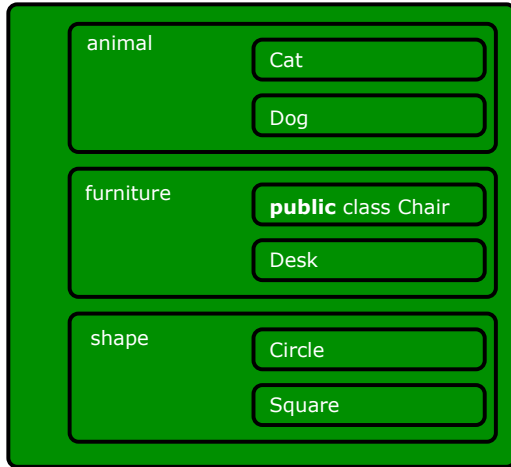 animal
Cat
Dog
furniture
public class Chair
Desk
shape
Circle
Square